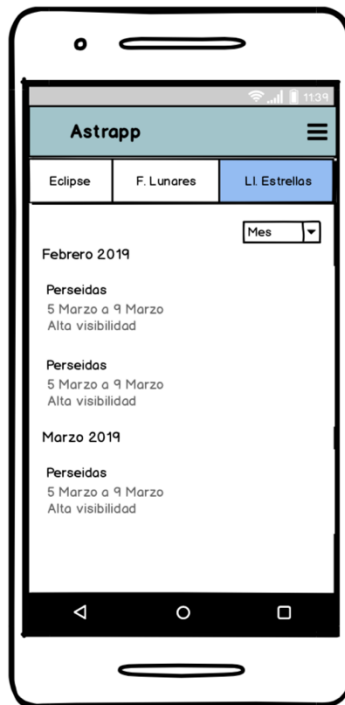 11:39
Astrapp
Eclipse F. Lunares Ll. Estrellas
Mes
Febrero 2019
Perseidas
5 Marzo a 9 Marzo
Alta visibilidad
Perseidas
5 Marzo a 9 Marzo
Alta visibilidad
Marzo 2019
Perseidas
5 Marzo a 9 Marzo
Alta visibilidad